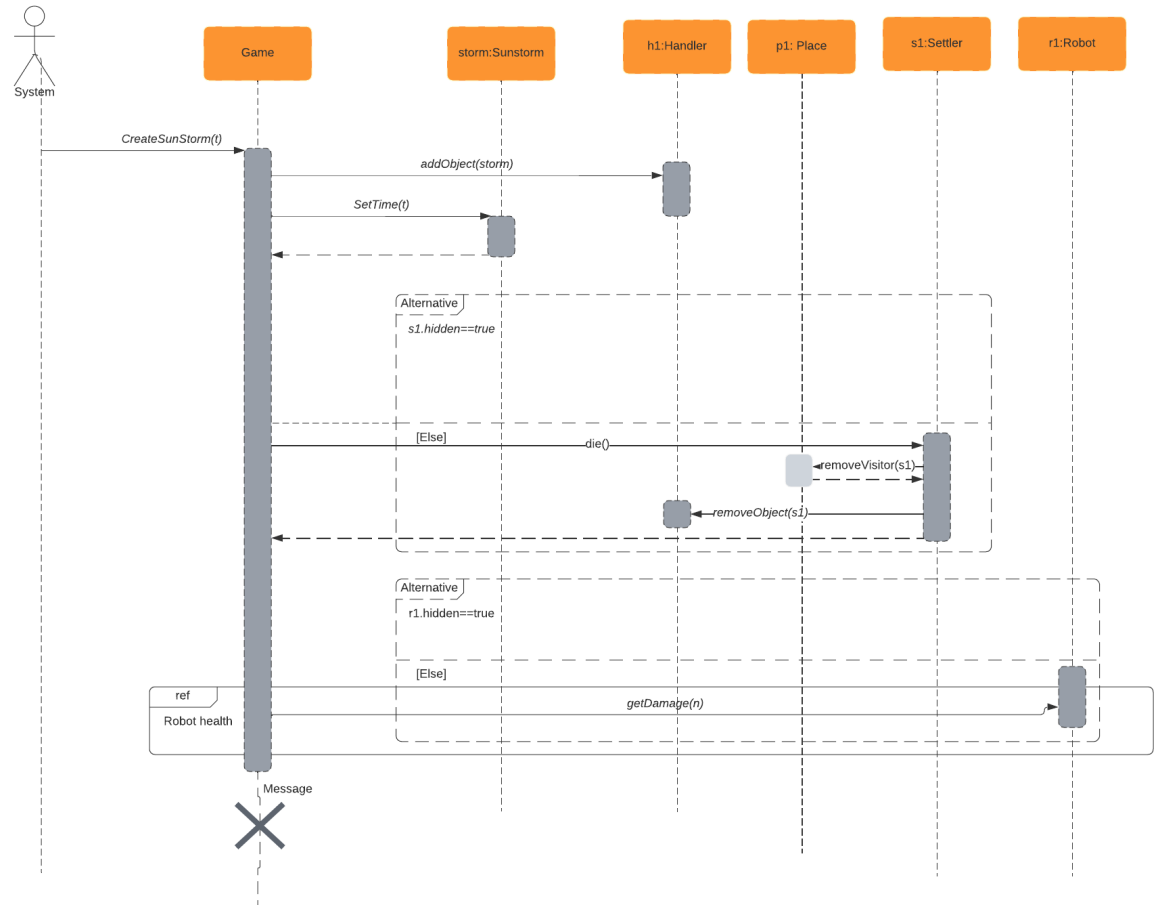 System
Game
storm:Sunstorm
h1:Handler
p1: Place
s1:Settler
r1:Robot
CreateSunStorm(t)
addObject(storm)
SetTime(t)
Alternative
s1.hidden==true
[Else]
die()
removeVisitor(s1)
removeObject(s1)
Alternative
r1.hidden==true
[Else]
ref
getDamage(n)
Robot health
Message